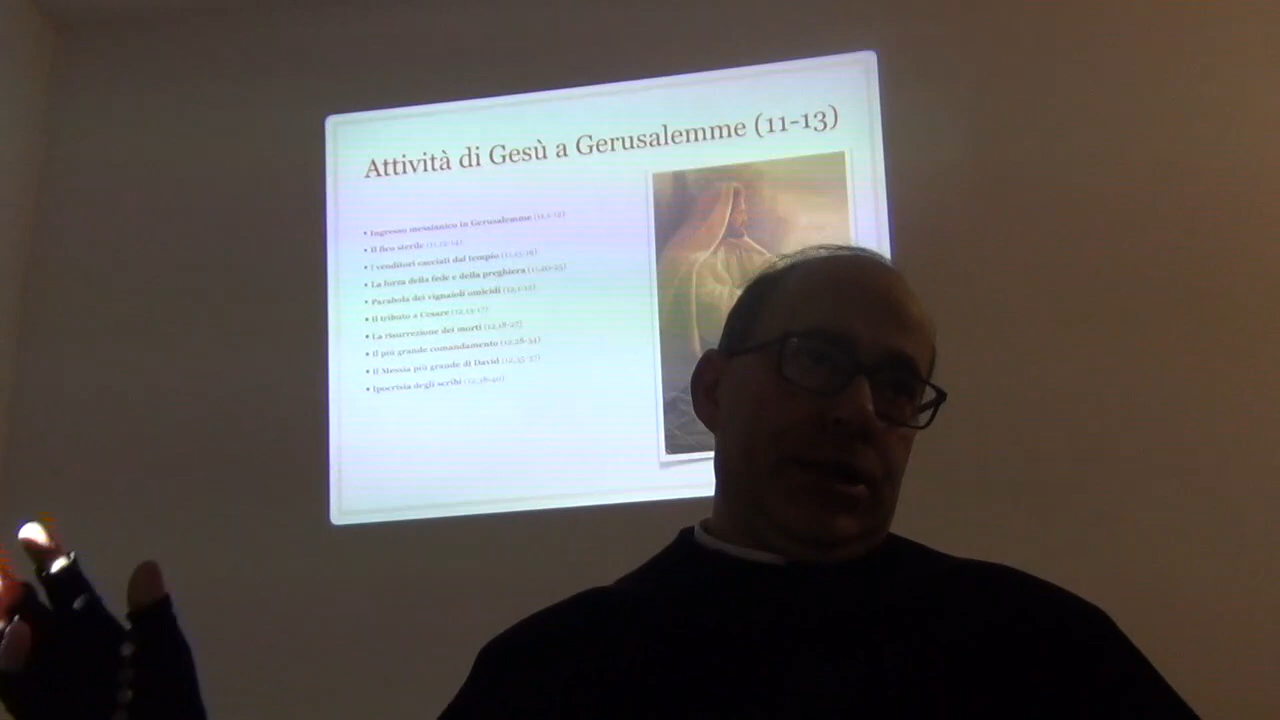 Attività di Gesù a Gerusalemme (11-13)
• Ingresso messianico in Gerusalemme (11,1-12)
• Il fico sterile (11,12-14)
• I venditori cacciati dal tempio (11,15-19)
• La forza della fede e della preghiera (11,20-25)
• Parabola dei vignaioli omicidi (12,1-12)
• Il tributo a Cesare (12,13-17)
• La risurrezione dei morti (12,18-27)
• Il più grande comandamento (12,28-34)
• Il Messia più grande di David (12,35-37)
• Ipocrisia degli scribi (12,38-40)